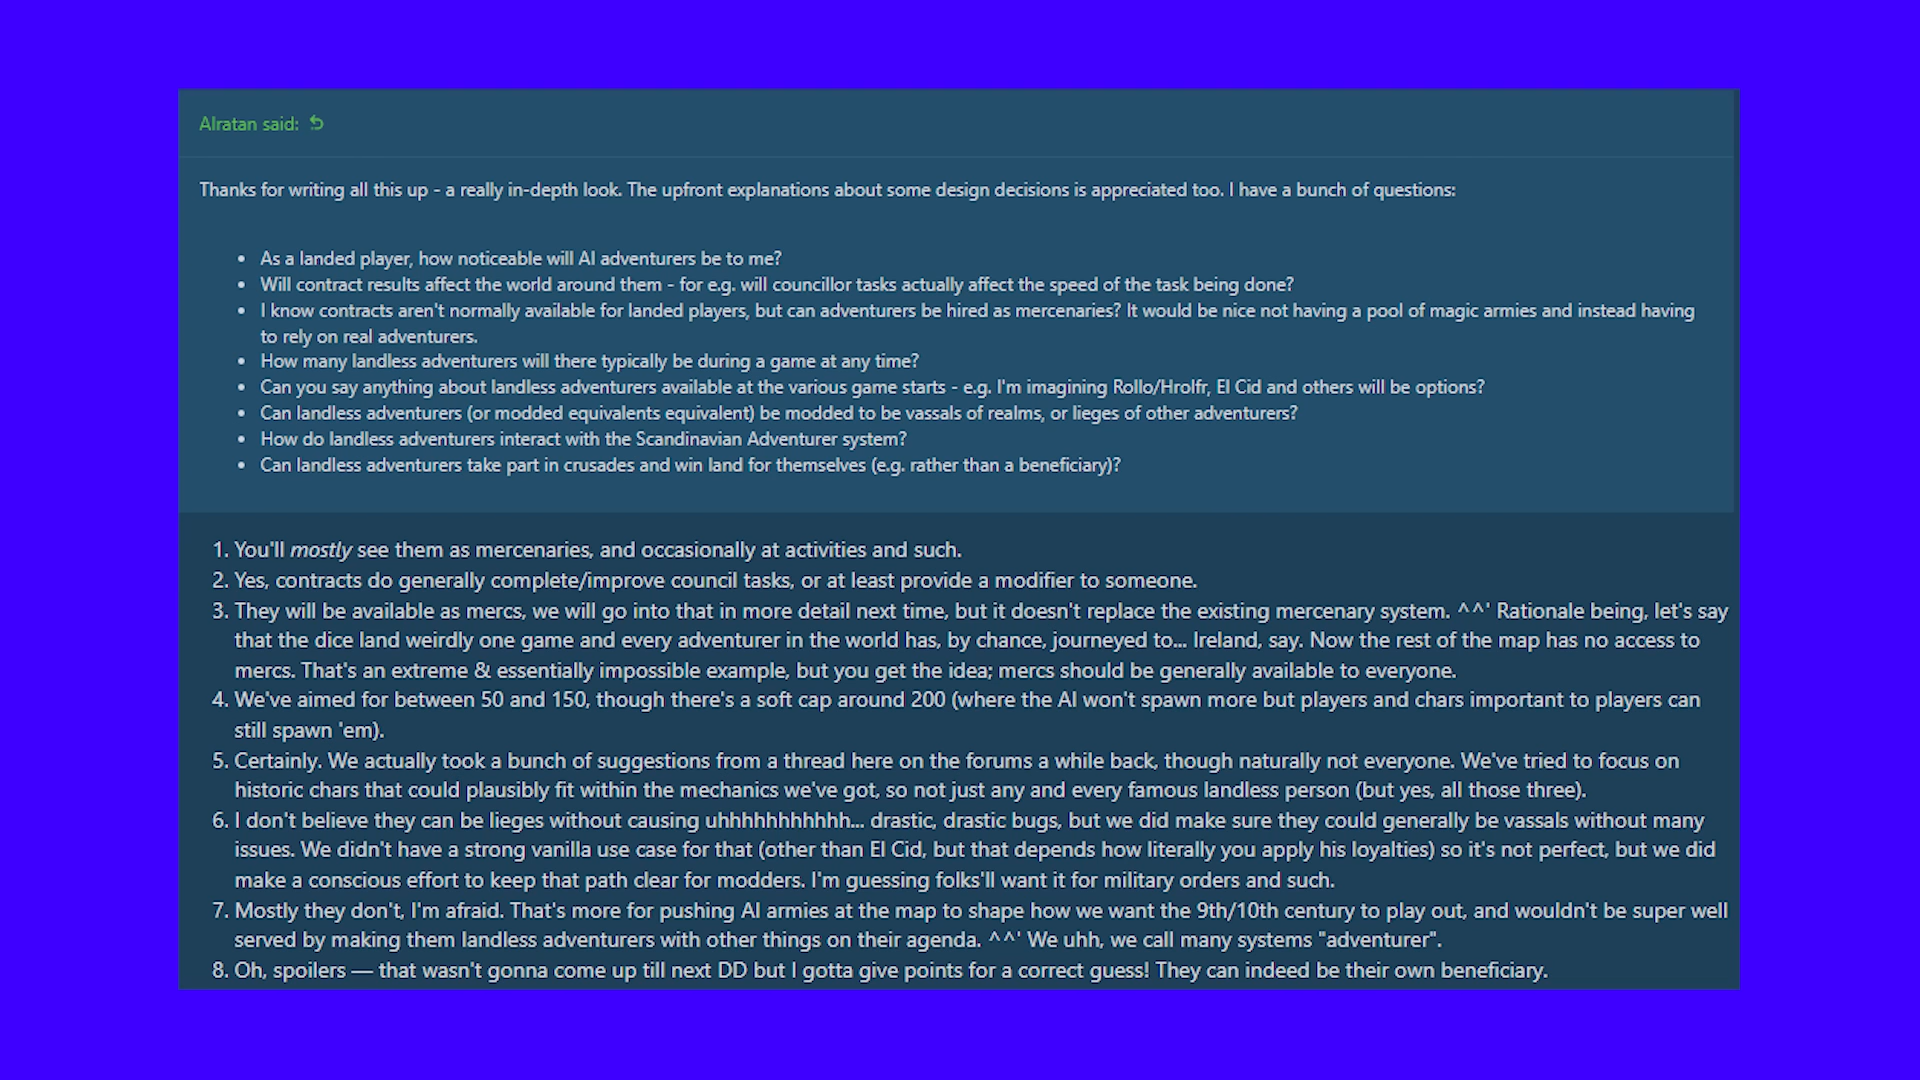 Alratan said:
Thanks for writing all this up - a really in-depth look. The upfront explanations about some design decisions is appreciated too. I have a bunch of questions:
• As a landed player, how noticeable will AI adventurers be to me?
• Will contract results affect the world around them - for e.g. will councillor tasks actually affect the speed of the task being done?
• I know contracts aren't normally available for landed players, but can adventurers be hired as mercenaries? It would be nice not having a pool of magic armies and instead having
to rely on real adventurers.
• How many landless adventurers will there typically be during a game at any time?
• Can you say anything about landless adventurers available at the various game starts - e.g. I'm imagining Rollo/Hrolfr, El Cid and others will be options?
• Can landless adventurers (or modded equivalents equivalent) be modded to be vassals of realms, or lieges of other adventurers?
• How do landless adventurers interact with the Scandinavian Adventurer system?
• Can landless adventurers take part in crusades and win land for themselves (e.g. rather than a beneficiary)?
1. You'll mostly see them as mercenaries, and occasionally at activities and such.
2. Yes, contracts do generally complete/improve council tasks, or at least provide a modifier to someone.
3. They will be available as mercs, we will go into that in more detail next time, but it doesn't replace the existing mercenary system. ^^' Rationale being, let's say
that the dice land weirdly one game and every adventurer in the world has, by chance, journeyed to... Ireland, say. Now the rest of the map has no access to
mercs. That's an extreme & essentially impossible example, but you get the idea; mercs should be generally available to everyone.
4. We've aimed for between 50 and 150, though there's a soft cap around 200 (where the AI won't spawn more but players and chars important to players can
still spawn 'em).
5. Certainly. We actually took a bunch of suggestions from a thread here on the forums a while back, though naturally not everyone. We've tried to focus on
historic chars that could plausibly fit within the mechanics we've got, so not just any and every famous landless person (but yes, all those three).
6. I don't believe they can be lieges without causing uhhhhhhhhhhh... drastic, drastic bugs, but we did make sure they could generally be vassals without many
issues. We didn't have a strong vanilla use case for that (other than El Cid, but that depends how literally you apply his loyalties) so it's not perfect, but we did
make a conscious effort to keep that path clear for modders. I'm guessing folks'll want it for military orders and such.
7. Mostly they don't, I'm afraid. That's more for pushing AI armies at the map to shape how we want the 9th/10th century to play out, and wouldn't be super well
served by making them landless adventurers with other things on their agenda. ^^' We uhh, we call many systems "adventurer".
8. Oh, spoilers — that wasn't gonna come up till next DD but I gotta give points for a correct guess! They can indeed be their own beneficiary.